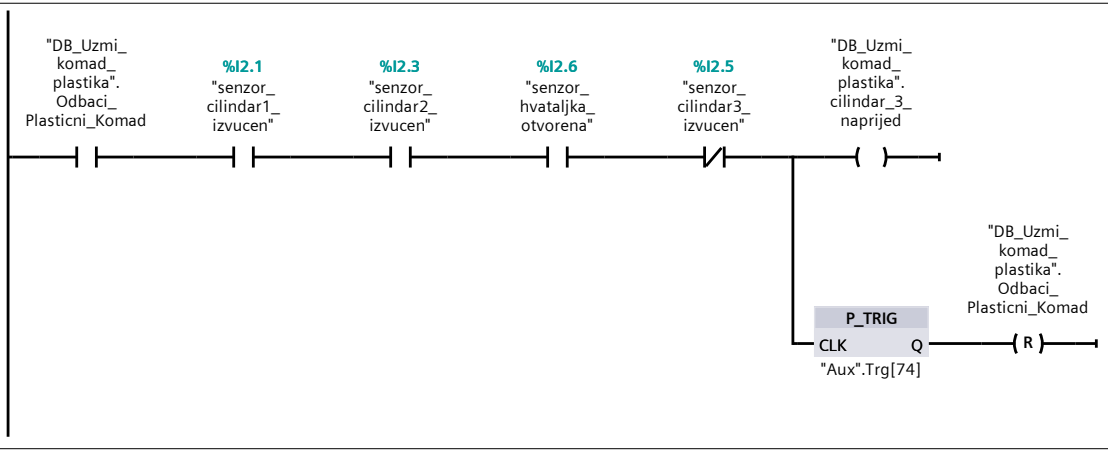 "DB_Uzmi_
komad_
plastika".
Odbaci_
Plasticni_Komad
%I2.1
"senzor_
cilindar1_
izvucen"
%I2.3
"senzor_
cilindar2_
izvucen"
%I2.6
"senzor_
hvataljka_
otvorena"
%I2.5
"senzor_
cilindar3_
izvucen"
"DB_Uzmi_
komad_
plastika".
cilindar_3_
naprijed
"DB_Uzmi_
komad_
plastika".
Odbaci_
Plasticni_Komad
P_TRIG
CLK Q
R
"Aux".Trg[74]